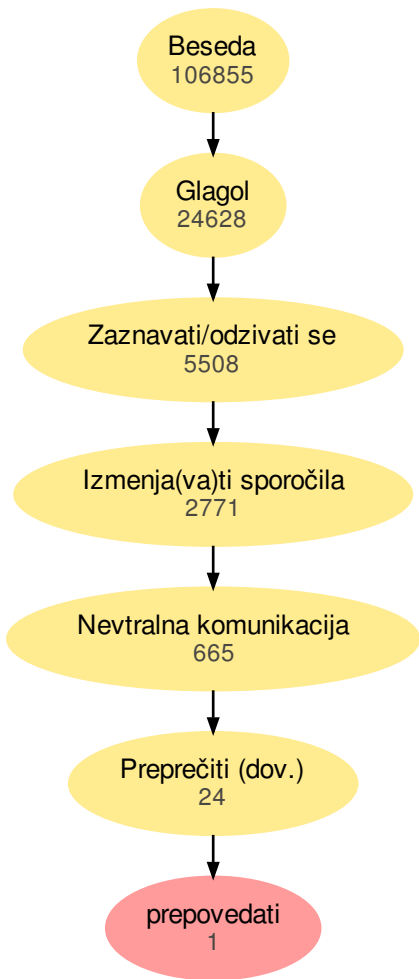 Beseda
106855
Glagol
24628
Zaznavati/odzivati se
5508
Izmenja(va)ti sporočila
2771
Nevtralna komunikacija
665
Preprečiti (dov.)
24
prepovedati
1